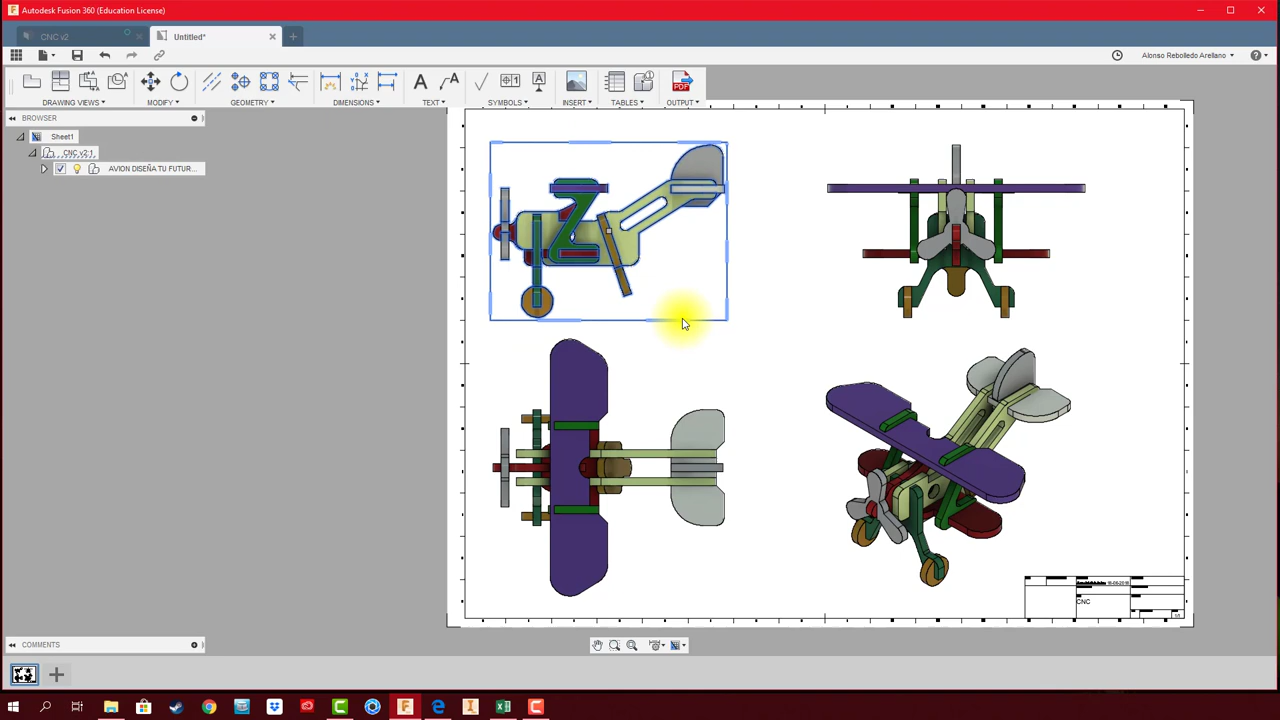 Autodesk Fusion 360 (Education License)
CNC v2
Untitled*
Alonso Rebolledo Arellano
DRAWING VIEWS MODIFY GEOMETRY DIMENSIONS TEXT SYMBOLS INSERT TABLES OUTPUT
PDF
BROWSER
Sheet1
CNC v2:1
AVION DISEÑA TU FUTUR...
CNC
COMMENTS